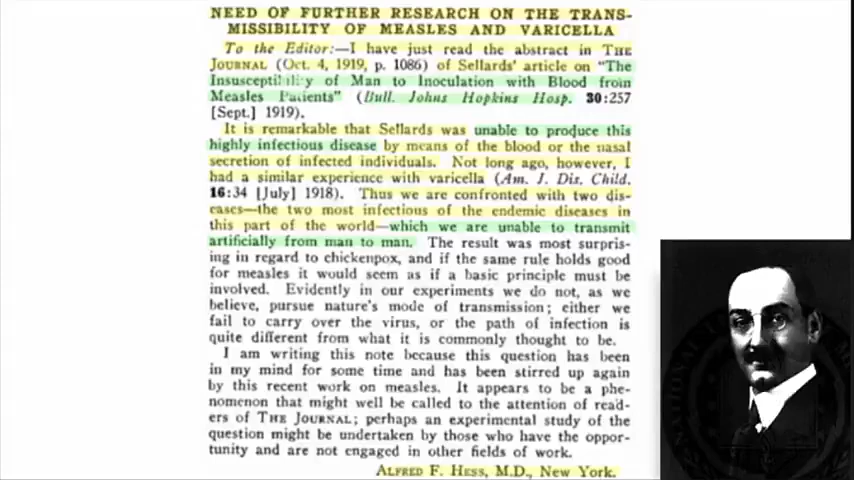 NEED OF FURTHER RESEARCH ON THE TRANS-
MISSIBILITY OF MEASLES AND VARICELLA
To the Editor:—I have just read the abstract in THE
JOURNAL (Oct. 4, 1919, p. 1086) of Sellards' article on "The
Insusceptibility of Man to Inoculation with Blood from
Measles Patients" (Bull. Johns Hopkins Hosp. 30:257
[Sept.] 1919).
It is remarkable that Sellards was unable to produce this
highly infectious disease by means of the blood or the nasal
secretion of infected individuals. Not long ago, however, I
had a similar experience with varicella (Am. J. Dis. Child.
16:34 [July] 1918). Thus we are confronted with two dis-
eases—the two most infectious of the endemic diseases in
this part of the world—which we are unable to transmit
artificially from man to man. The result was most surpris-
ing in regard to chickenpox, and if the same rule holds good
for measles it would seem as if a basic principle must be
involved. Evidently in our experiments we do not, as we
believe, pursue nature's mode of transmission; either we
fail to carry over the virus, or the path of infection is
quite different from what it is commonly thought to be.
I am writing this note because this question has been
in my mind for some time and has been stirred up again
by this recent work on measles. It appears to be a phe-
nomenon that might well be called to the attention of read-
ers of THE JOURNAL; perhaps an experimental study of the
question might be undertaken by those who have the oppor-
tunity and are not engaged in other fields of work.
ALFRED F. HESS, M.D., New York.